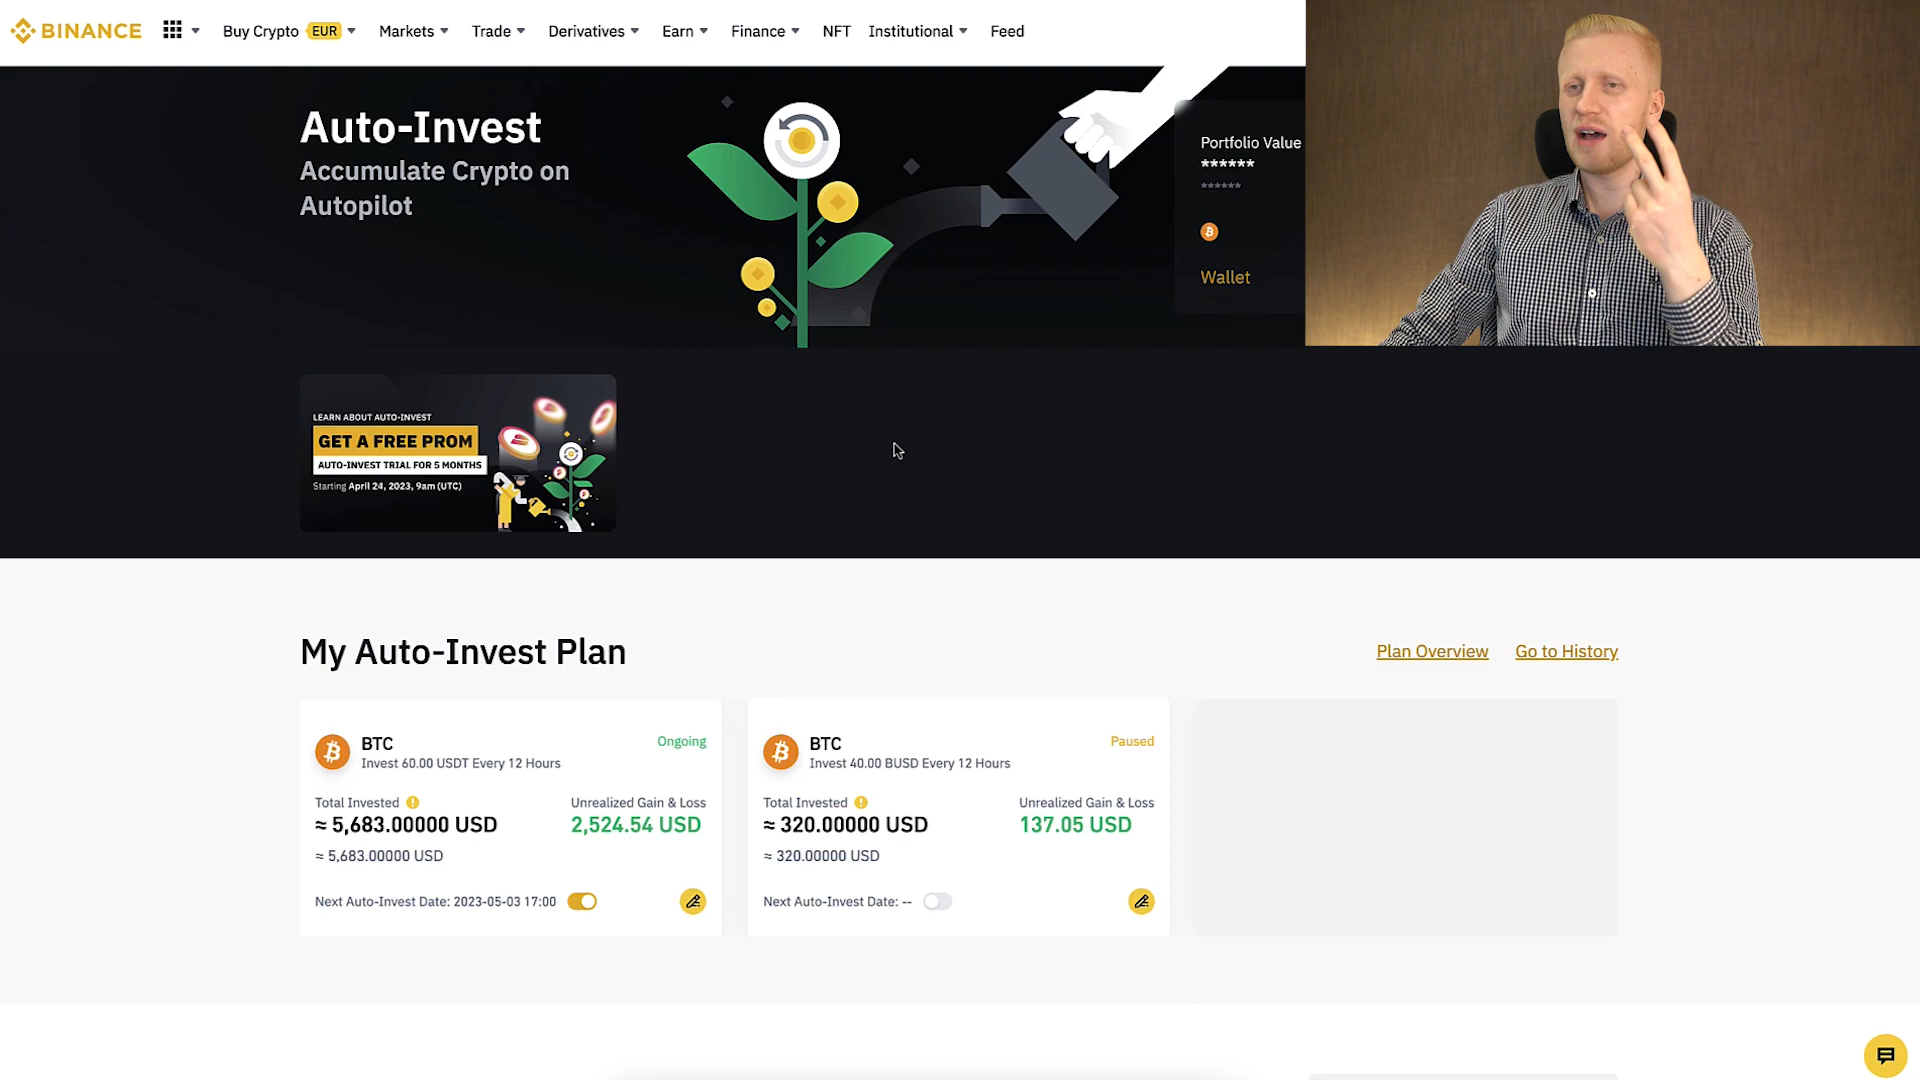 BINANCE
Buy Crypto EUR Markets Trade Derivatives Earn Finance NFT Institutional Feed
Auto-Invest
Accumulate Crypto on
Autopilot
Portfolio Value
******
******
Wallet
LEARN ABOUT AUTO-INVEST
GET A FREE PROM
AUTO-INVEST TRIAL FOR 5 MONTHS
Starting April 24, 2023, 9am (UTC)
My Auto-Invest Plan
Plan Overview Go to History
BTC Ongoing
Invest 60.00 USDT Every 12 Hours
Total Invested Unrealized Gain & Loss
≈ 5,683.00000 USD 2,524.54 USD
≈ 5,683.00000 USD
Next Auto-Invest Date: 2023-05-03 17:00
BTC Paused
Invest 40.00 BUSD Every 12 Hours
Total Invested Unrealized Gain & Loss
≈ 320.00000 USD 137.05 USD
≈ 320.00000 USD
Next Auto-Invest Date: --